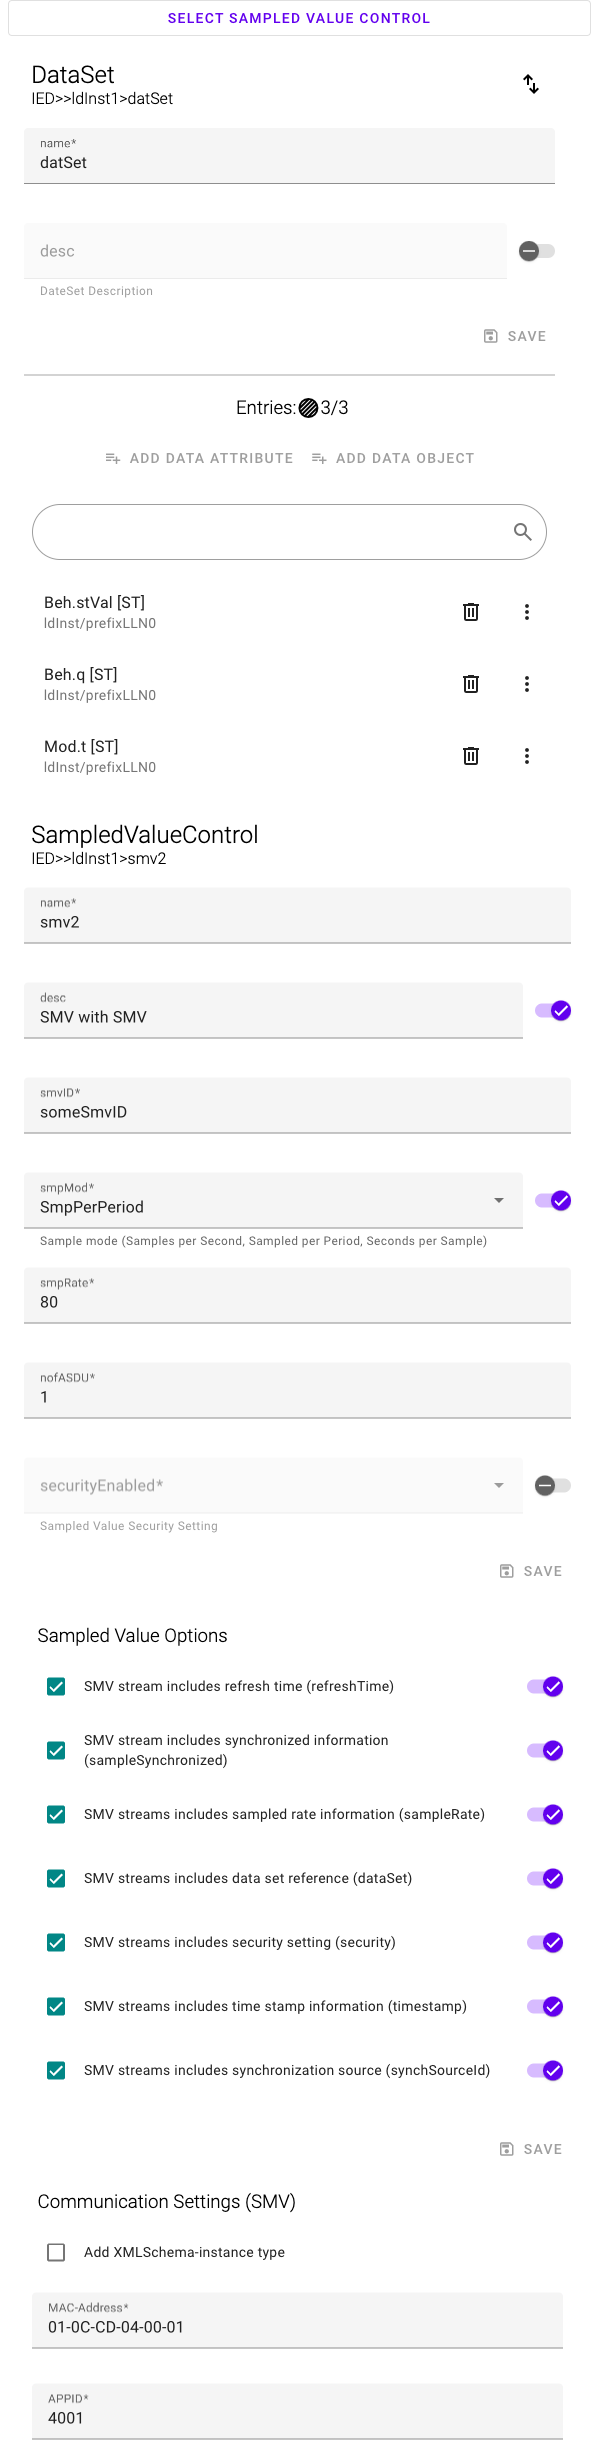 SELECT SAMPLED VALUE CONTROL
DataSet
IED>>ldInst1>datSet
name*
datSet
desc
DateSet Description
SAVE
Entries: 3/3
ADD DATA ATTRIBUTE
ADD DATA OBJECT
Beh.stVal [ST]
ldInst/prefixLLN0
Beh.q [ST]
ldInst/prefixLLN0
Mod.t [ST]
ldInst/prefixLLN0
SampledValueControl
IED>>ldInst1>smv2
name*
smv2
desc
SMV with SMV
smvID*
someSmvID
smpMod*
SmpPerPeriod
Sample mode (Samples per Second, Sampled per Period, Seconds per Sample)
smpRate*
80
nofASDU*
1
securityEnabled*
Sampled Value Security Setting
SAVE
Sampled Value Options
SMV stream includes refresh time (refreshTime)
SMV stream includes synchronized information
(sampleSynchronized)
SMV streams includes sampled rate information (sampleRate)
SMV streams includes data set reference (dataSet)
SMV streams includes security setting (security)
SMV streams includes time stamp information (timestamp)
SMV streams includes synchronization source (synchSourceId)
SAVE
Communication Settings (SMV)
Add XMLSchema-instance type
MAC-Address*
01-0C-CD-04-00-01
APPID*
4001